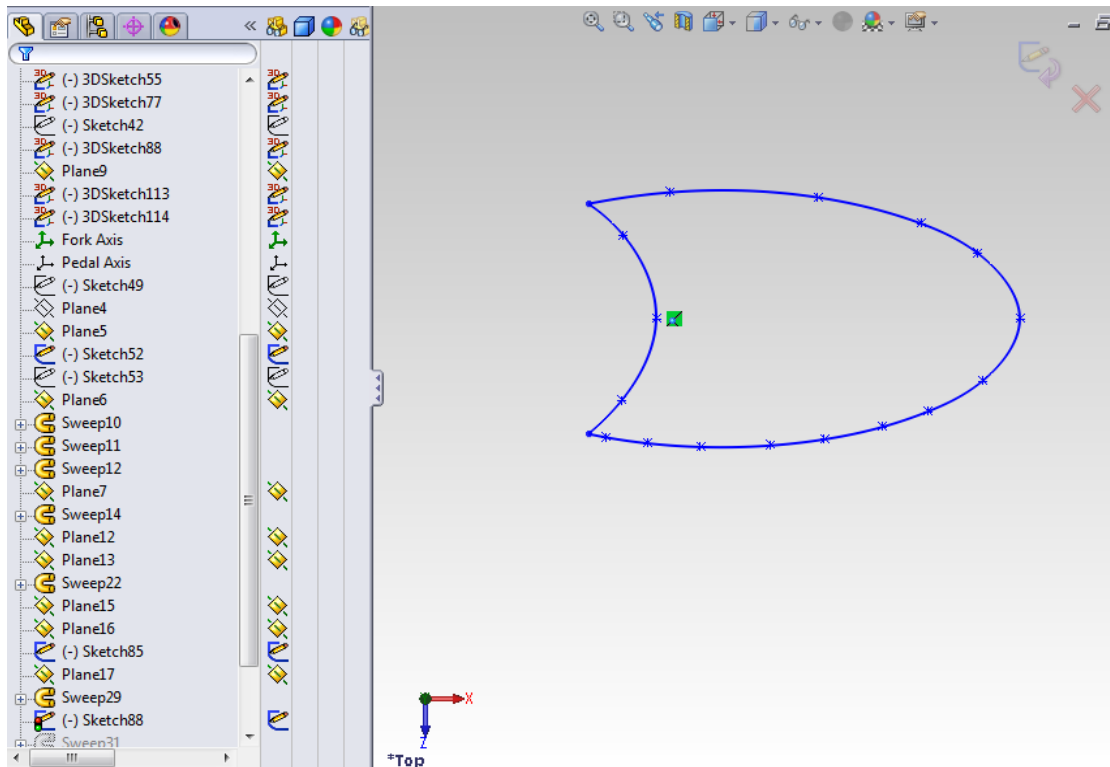 (-) 3DSketch55
(-) 3DSketch77
(-) Sketch42
(-) 3DSketch88
Plane9
(-) 3DSketch113
(-) 3DSketch114
Fork Axis
Pedal Axis
(-) Sketch49
Plane4
Plane5
(-) Sketch52
(-) Sketch53
Plane6
Sweep10
Sweep11
Sweep12
Plane7
Sweep14
Plane12
Plane13
Sweep22
Plane15
Plane16
(-) Sketch85
Plane17
Sweep29
(-) Sketch88
Sweep31
X
Z
*Top